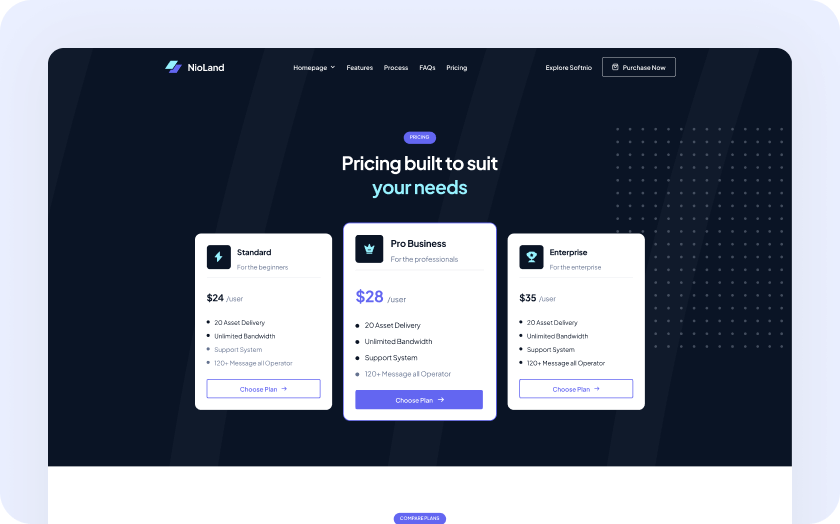 NioLand
Homepage
Features
Process
FAQs
Pricing
Explore Softnio
Purchase Now
PRICING
Pricing built to suit
your needs
Standard
For the beginners
$24 /user
20 Asset Delivery
Unlimited Bandwidth
Support System
120+ Message all Operator
Choose Plan
Pro Business
For the professionals
$28 /user
20 Asset Delivery
Unlimited Bandwidth
Support System
120+ Message all Operator
Choose Plan
Enterprise
For the enterprise
$35 /user
20 Asset Delivery
Unlimited Bandwidth
Support System
120+ Message all Operator
Choose Plan
COMPARE PLANS